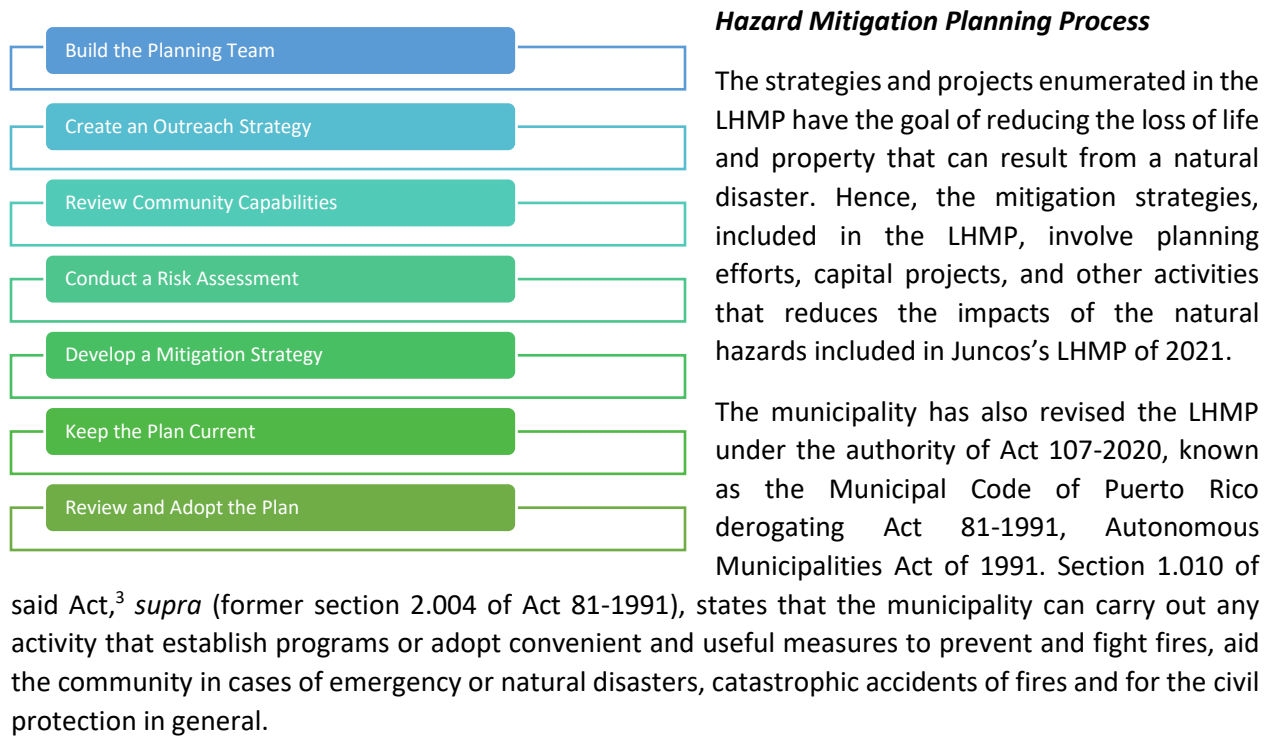 Build the Planning Team
Create an Outreach Strategy
Review Community Capabilities
Conduct a Risk Assessment
Develop a Mitigation Strategy
Keep the Plan Current
Review and Adopt the Plan
Hazard Mitigation Planning Process
The strategies and projects enumerated in the
LHMP have the goal of reducing the loss of life
and property that can result from a natural
disaster. Hence, the mitigation strategies,
included in the LHMP, involve planning
efforts, capital projects, and other activities
that reduces the impacts of the natural
hazards included in Juncos’s LHMP of 2021.
The municipality has also revised the LHMP
under the authority of Act 107-2020, known
as the Municipal Code of Puerto Rico
derogating Act 81-1991, Autonomous
Municipalities Act of 1991. Section 1.010 of
said Act,³ supra (former section 2.004 of Act 81-1991), states that the municipality can carry out any
activity that establish programs or adopt convenient and useful measures to prevent and fight fires, aid
the community in cases of emergency or natural disasters, catastrophic accidents of fires and for the civil
protection in general.